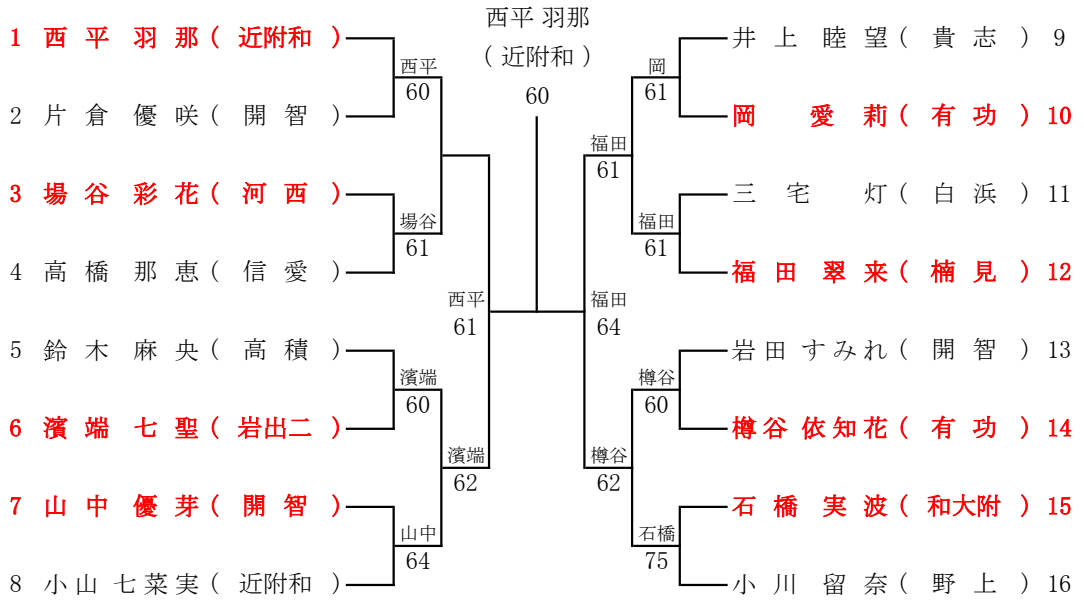 西平 羽那
( 近附和 )
60
1 西平羽那( 近附和 )
2 片倉優咲( 開智 )
3 場谷彩花( 河西 )
4 高橋那恵( 信愛 )
5 鈴木麻央( 高積 )
6 濱端七聖( 岩出二 )
7 山中優芽( 開智 )
8 小山七菜実( 近附和 )
西平
60
場谷
61
濱端
60
山中
64
西平
61
濱端
62
福田
64
福田
61
樽谷
62
岡
61
福田
61
樽谷
60
石橋
75
井上睦望( 貴志 ) 9
岡愛莉( 有功 ) 10
三宅灯( 白浜 ) 11
福田翠来( 楠見 ) 12
岩田すみれ( 開智 ) 13
樽谷依知花( 有功 ) 14
石橋実波( 和大附 ) 15
小川留奈( 野上 ) 16